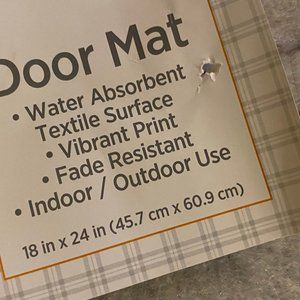 Door Mat
• Water Absorbent
Textile Surface
• Vibrant Print
• Fade Resistant
• Indoor / Outdoor Use
18 in x 24 in (45.7 cm x 60.9 cm)